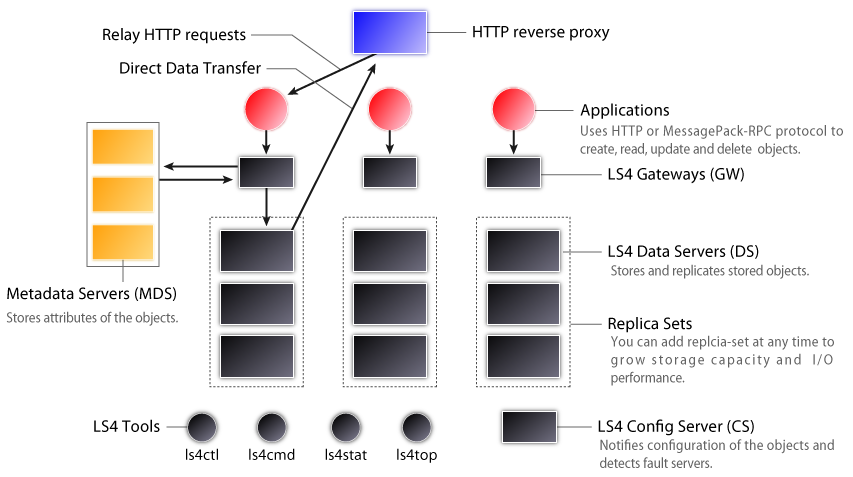 Relay HTTP requests
HTTP reverse proxy
Direct Data Transfer
Applications
Uses HTTP or MessagePack-RPC protocol to
create, read, update and delete objects.
LS4 Gateways (GW)
LS4 Data Servers (DS)
Stores and replicates stored objects.
Metadata Servers (MDS)
Stores attributes of the objects.
Replica Sets
You can add replcia-set at any time to
grow storage capacity and I/O
performance.
LS4 Tools
ls4ctl
ls4cmd
ls4stat
ls4top
LS4 Config Server (CS)
Notifies configuration of the objects and
detects fault servers.